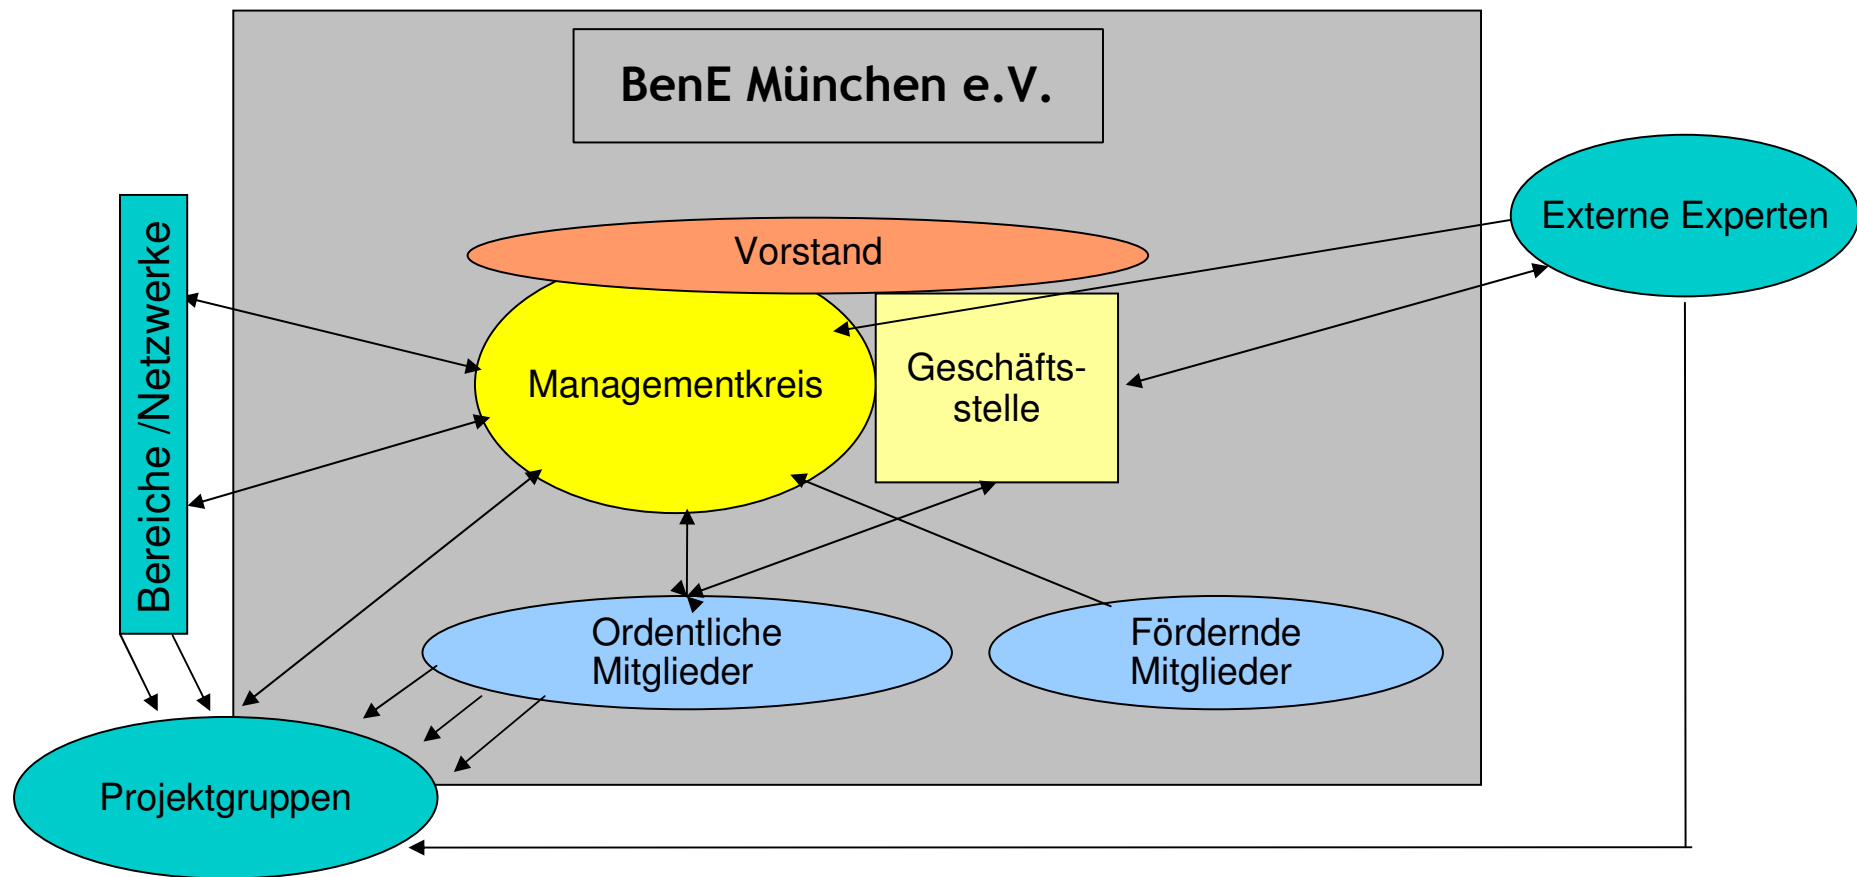 BenE München e.V.
Externe Experten
Vorstand
Bereiche /Netzwerke
Managementkreis
Geschäfts-
stelle
Ordentliche
Mitglieder
Fördernde
Mitglieder
Projektgruppen